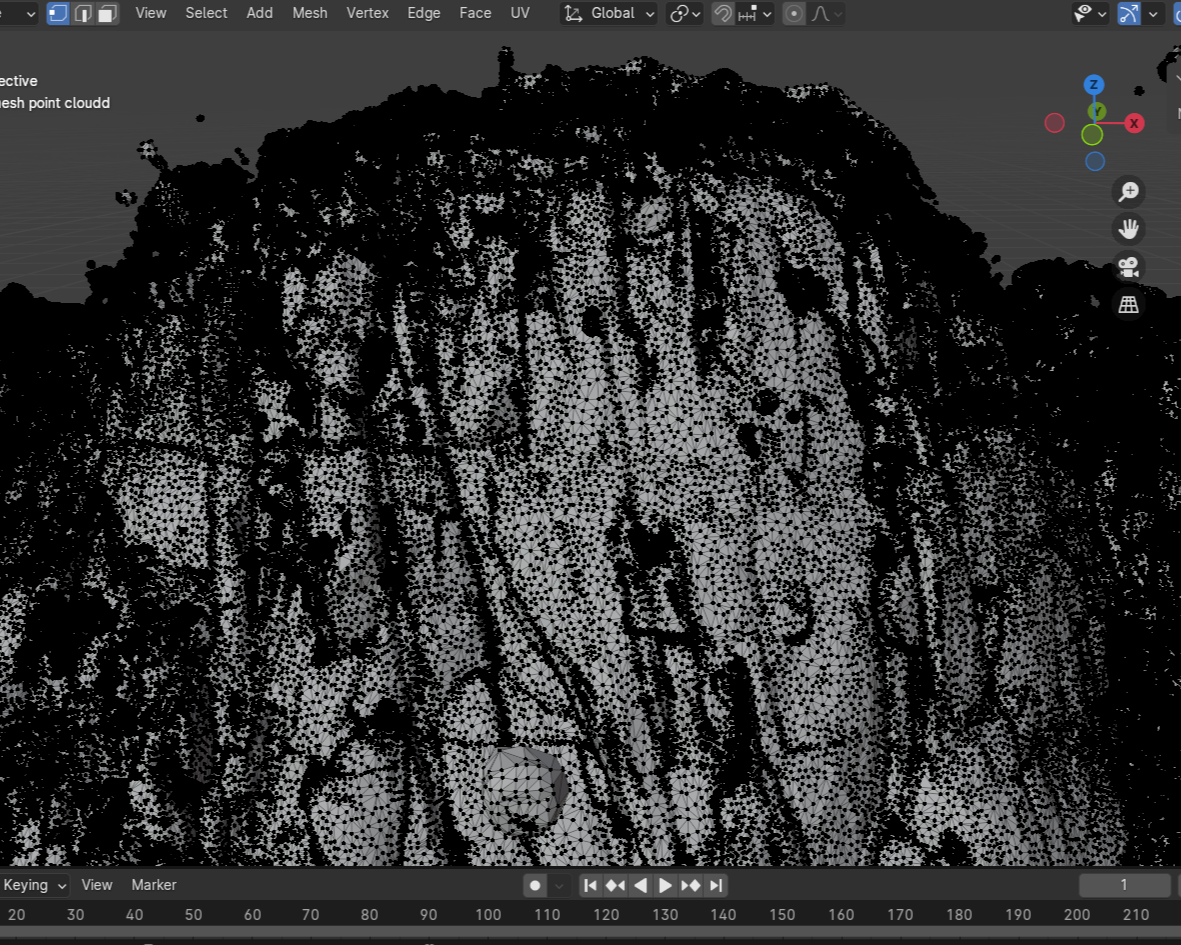 View Select Add Mesh Vertex Edge Face UV Global
ective
esh point cloudd
Z
Y
X
Keying View Marker 1
20 30 40 50 60 70 80 90 100 110 120 130 140 150 160 170 180 190 200 210